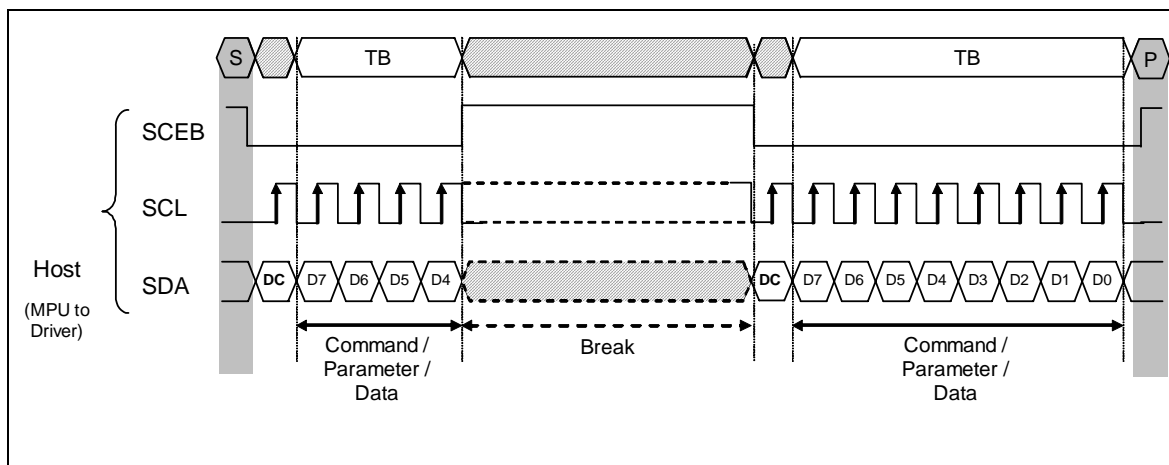 S TB TB P
SCEB
SCL
Host
(MPU to
Driver)
SDA DC D7 D6 D5 D4 DC D7 D6 D5 D4 D3 D2 D1 D0
Command /
Parameter /
Data
Break
Command /
Parameter /
Data